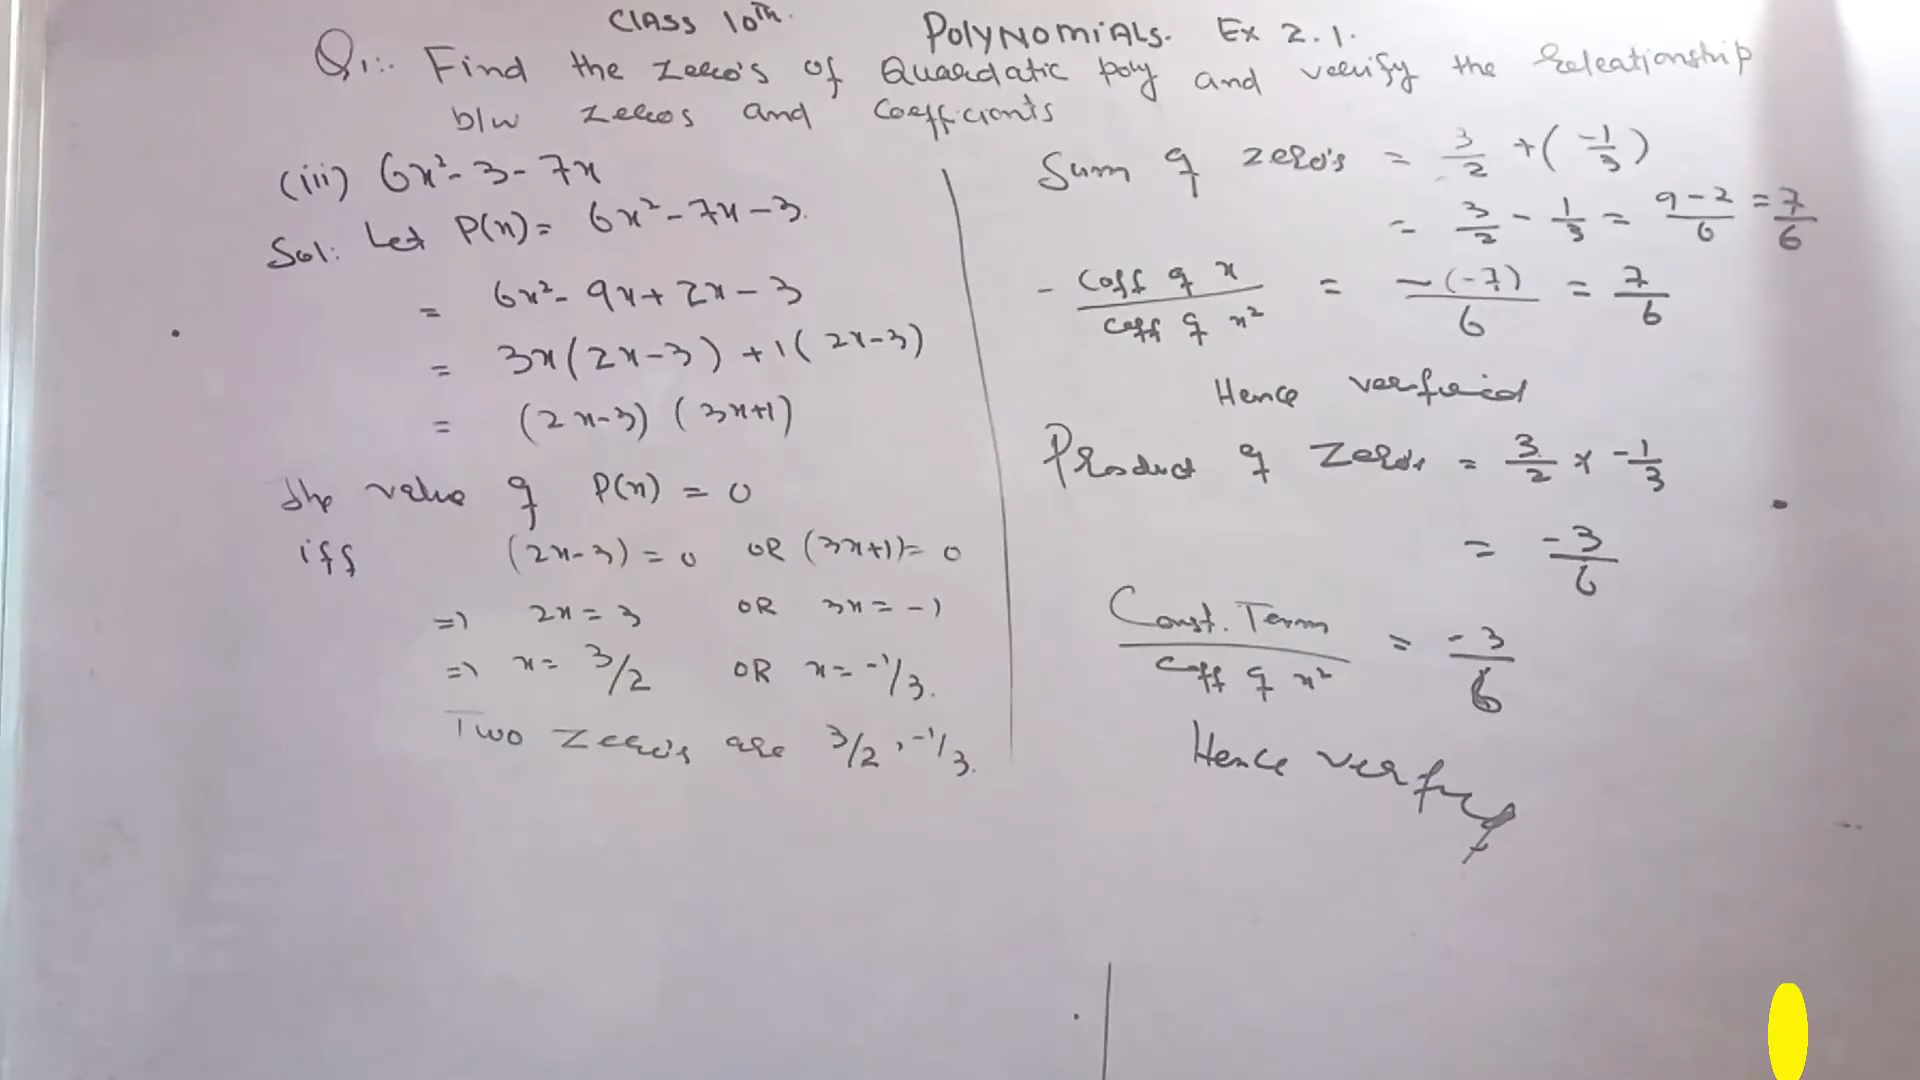 CLASS 10th. POLYNOMIALS. Ex 2.1.
Q1:- Find the zero's of Quardatic poly and verify the releationship
b/w zeros and coefficients
(iii) 6x²-3-7x
Sol: Let P(x)= 6x²-7x-3.
= 6x²-9x+2x-3
= 3x(2x-3)+1(2x-3)
= (2x-3) (3x+1)
The value of P(x) = 0
iff (2x-3)=0 OR (3x+1)=0
=> 2x=3 OR 3x=-1
=> x= 3/2 OR x=-1/3.
Two zero's are 3/2, -1/3.
Sum of zero's = 3/2 + (-1/3)
= 3/2 - 1/3 = 9-2/6 = 7/6
- Coff of x / Coff of x² = -(-7)/6 = 7/6
Hence verified
Product of zeros = 3/2 x -1/3
= -3/6
Const. Term / Coff of x² = -3/6
Hence